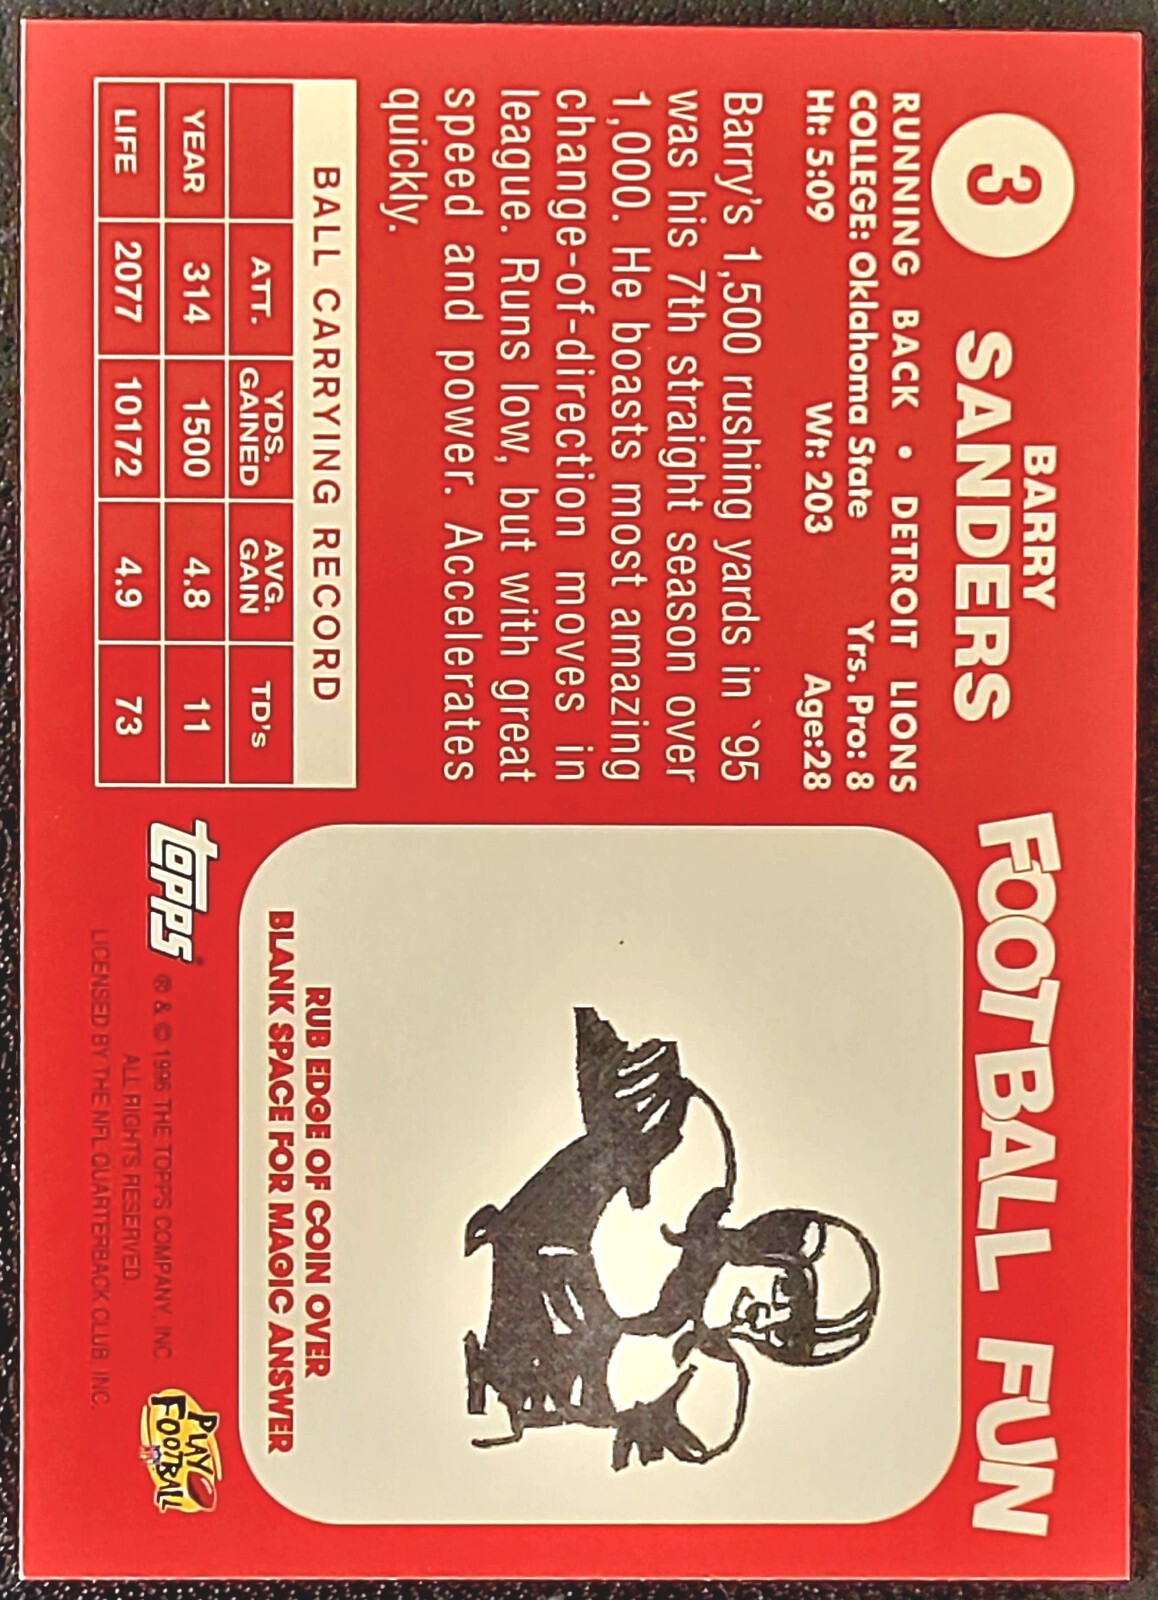 3
BARRY
SANDERS
RUNNING BACK • DETROIT LIONS
COLLEGE: Oklahoma State Yrs. Pro: 8
Ht: 5:09 Wt: 203 Age:28
Barry's 1,500 rushing yards in `95
was his 7th straight season over
1,000. He boasts most amazing
change-of-direction moves in
league. Runs low, but with great
speed and power. Accelerates
quickly.
BALL CARRYING RECORD
ATT. YDS. GAINED AVG. GAIN TD's
YEAR 314 1500 4.8 11
LIFE 2077 10172 4.9 73
FOOTBALL FUN
RUB EDGE OF COIN OVER
BLANK SPACE FOR MAGIC ANSWER
TOPPS
® & © 1996 THE TOPPS COMPANY, INC.
ALL RIGHTS RESERVED.
LICENSED BY THE NFL QUARTERBACK CLUB, INC.
PLAY
FOOTBALL